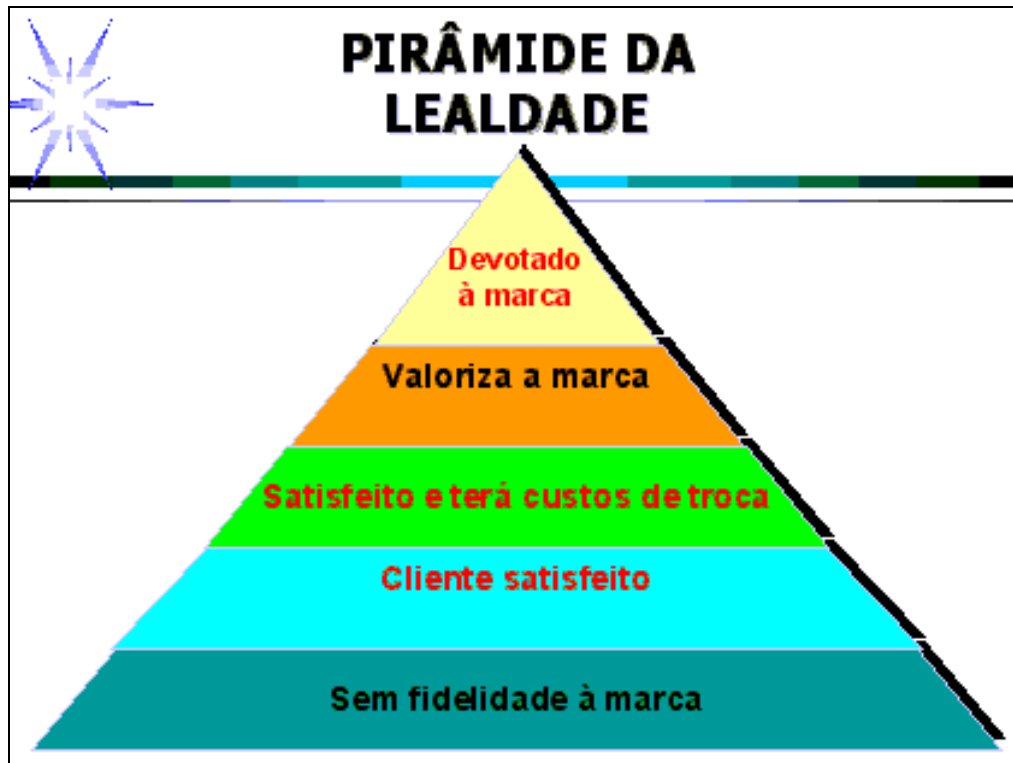 PIRÂMIDE DA
LEALDADE
Devotado
à marca
Valoriza a marca
Satisfeito e terá custos de troca
Cliente satisfeito
Sem fidelidade à marca